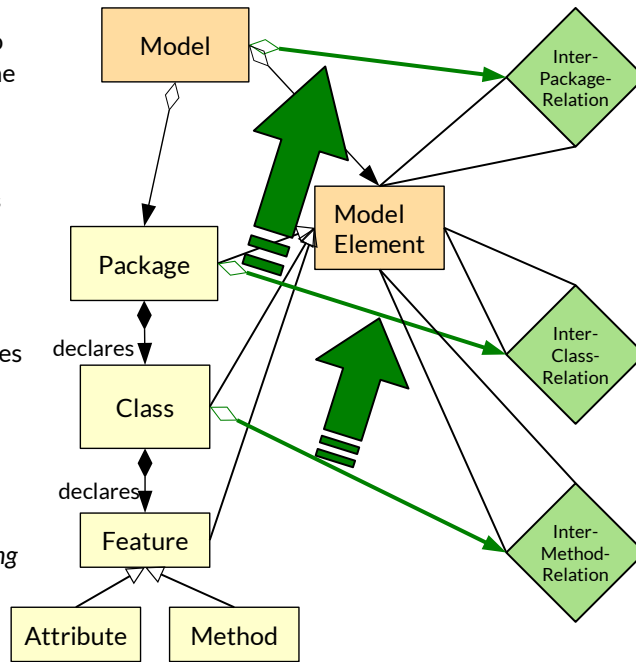 Model
Inter-
Package-
Relation
Model
Element
Package
declares
Inter-
Class-
Relation
Class
declares
Feature
Inter-
Method-
Relation
Attribute
Method